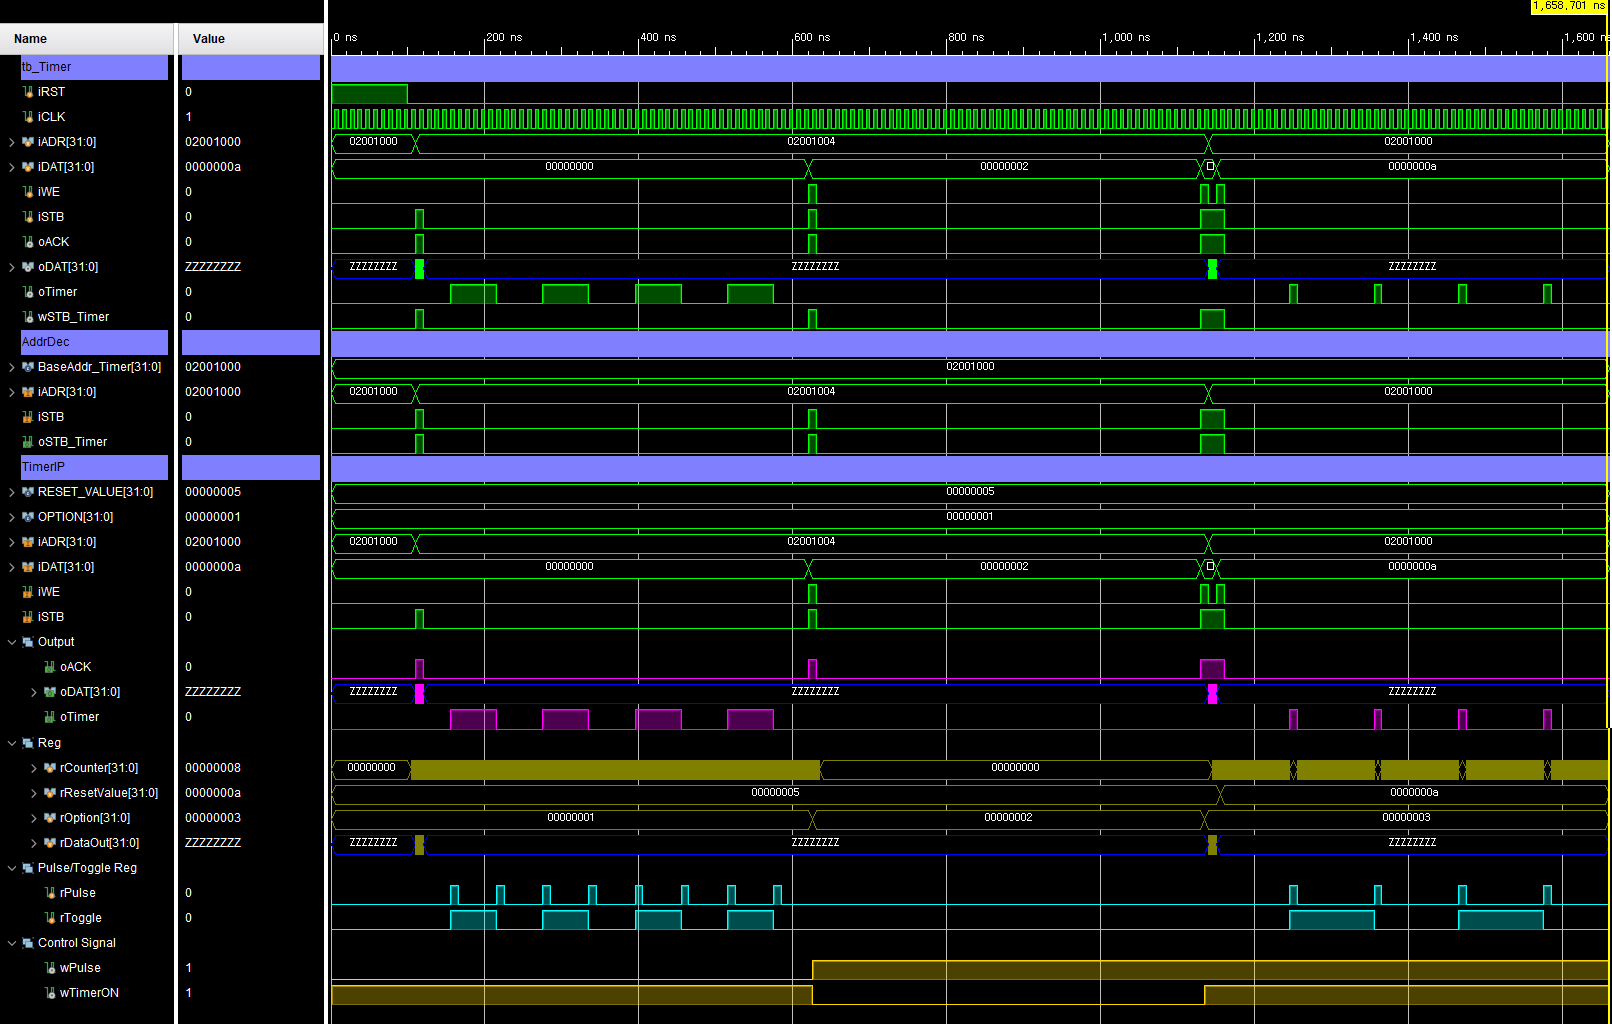 1,658,701 ns
Name Value 0 ns 200 ns 400 ns 600 ns 800 ns 1,000 ns 1,200 ns 1,400 ns 1,600
tb_Timer
iRST 0
iCLK 1
iADR[31:0] 02001000 02001000 02001004 02001000
iDAT[31:0] 0000000a 00000000 00000002 0000000a
iWE 0
iSTB 0
oACK 0
oDAT[31:0] ZZZZZZZZ ZZZZZZZZ ZZZZZZZZ ZZZZZZZZ
oTimer 0
wSTB_Timer 0
AddrDec
BaseAddr_Timer[31:0] 02001000 02001000
iADR[31:0] 02001000 02001000 02001004 02001000
iSTB 0
oSTB_Timer 0
TimerIP
RESET_VALUE[31:0] 00000005 00000005
OPTION[31:0] 00000001 00000001
iADR[31:0] 02001000 02001000 02001004 02001000
iDAT[31:0] 0000000a 00000000 00000002 0000000a
iWE 0
iSTB 0
Output
oACK 0
oDAT[31:0] ZZZZZZZZ ZZZZZZZZ ZZZZZZZZ ZZZZZZZZ
oTimer 0
Reg
rCounter[31:0] 00000008 00000000 00000000
rResetValue[31:0] 0000000a 00000005 0000000a
rOption[31:0] 00000003 00000001 00000002 00000003
rDataOut[31:0] ZZZZZZZZ ZZZZZZZZ ZZZZZZZZ ZZZZZZZZ
Pulse/Toggle Reg
rPulse 0
rToggle 0
Control Signal
wPulse 1
wTimerON 1